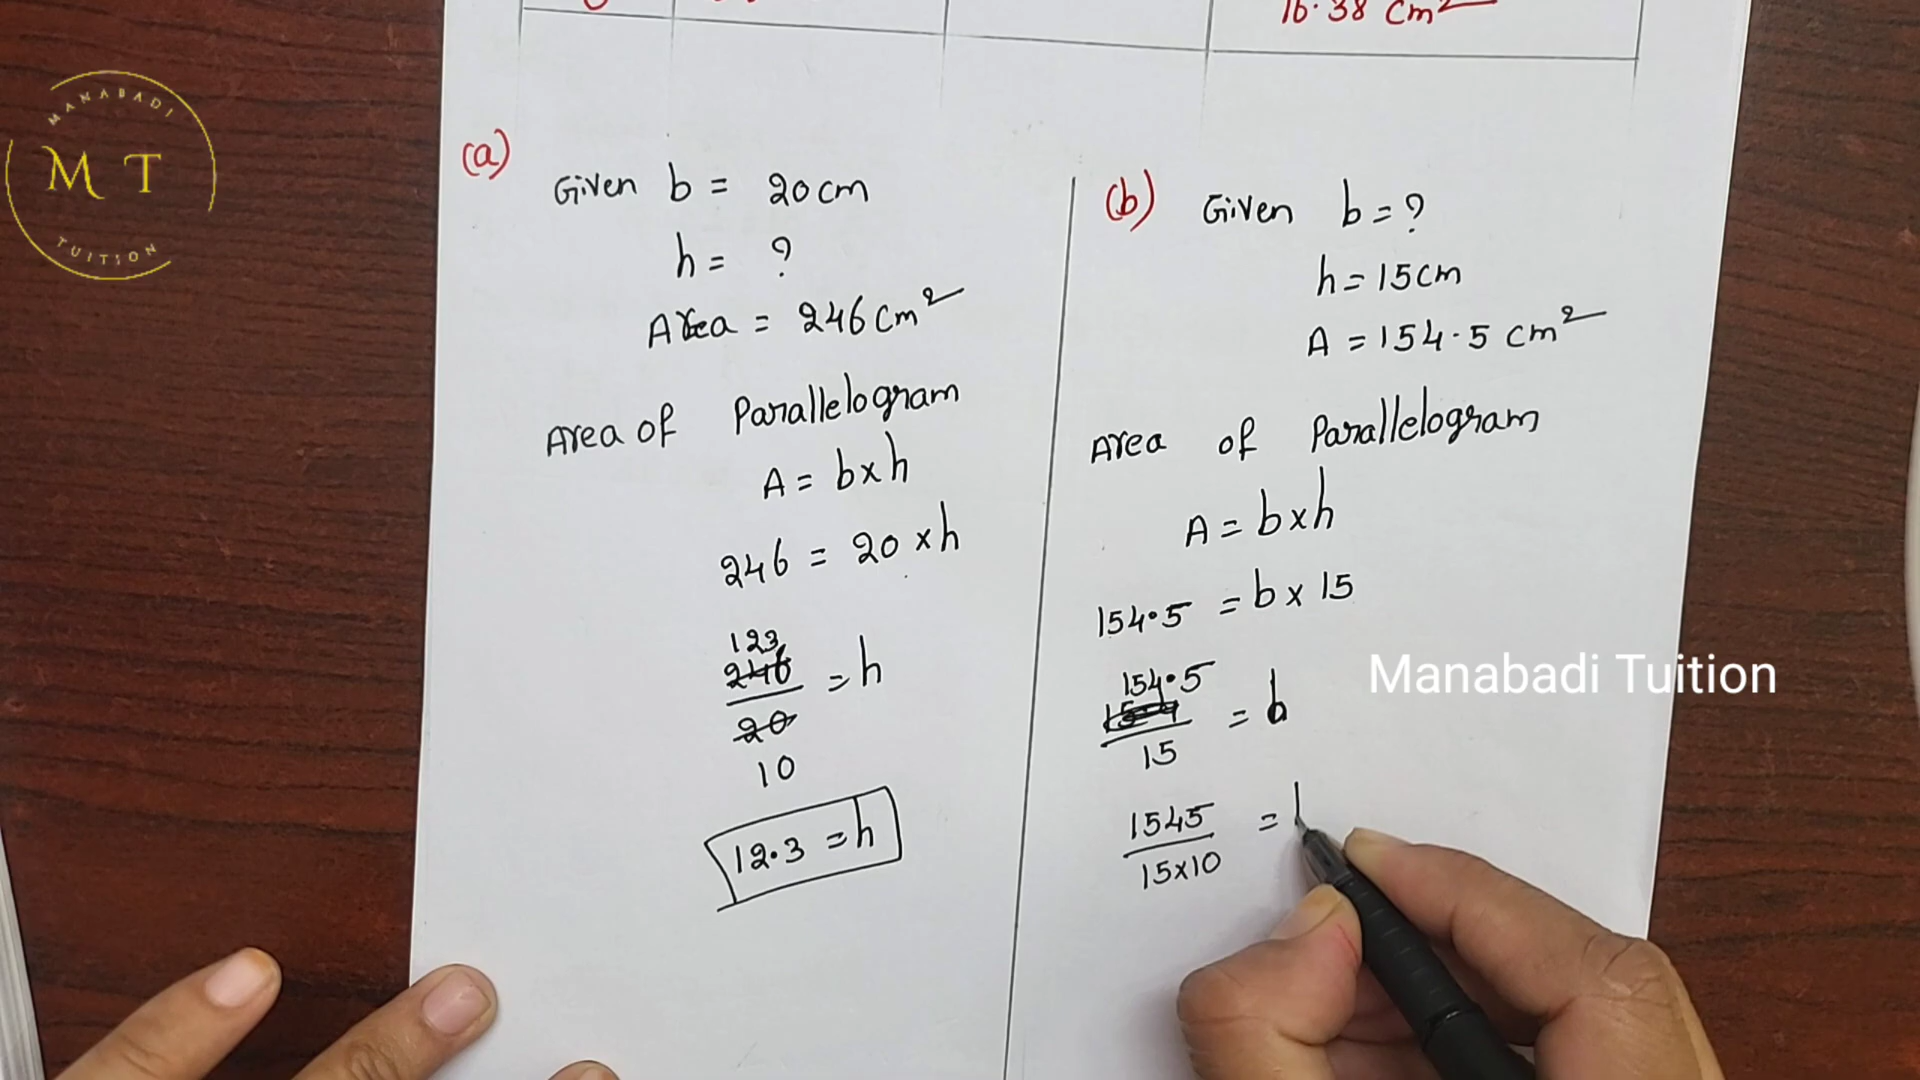 16.38 cm²
MANABADI
M T
TUITION
(a)
Given b = 20cm
h = ?
Area = 246cm²
Area of Parallelogram
A = b×h
246 = 20 ×h
123
246
20
= h
10
12.3 = h
(b) Given b = ?
h = 15cm
A = 154.5 cm²
Area of Parallelogram
A = b×h
154.5 = b× 15
154.5
15
= b
1545
15×10
=
Manabadi Tuition